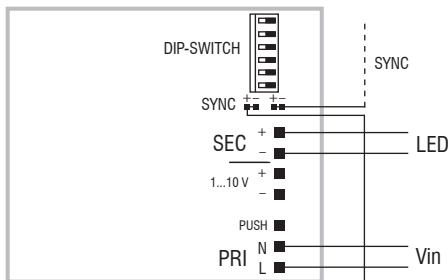 DIP-SWITCH
SYNC
+ - + -
SYNC
+
SEC
-
LED
+
1...10 V
-
PUSH
N
PRI
L
Vin